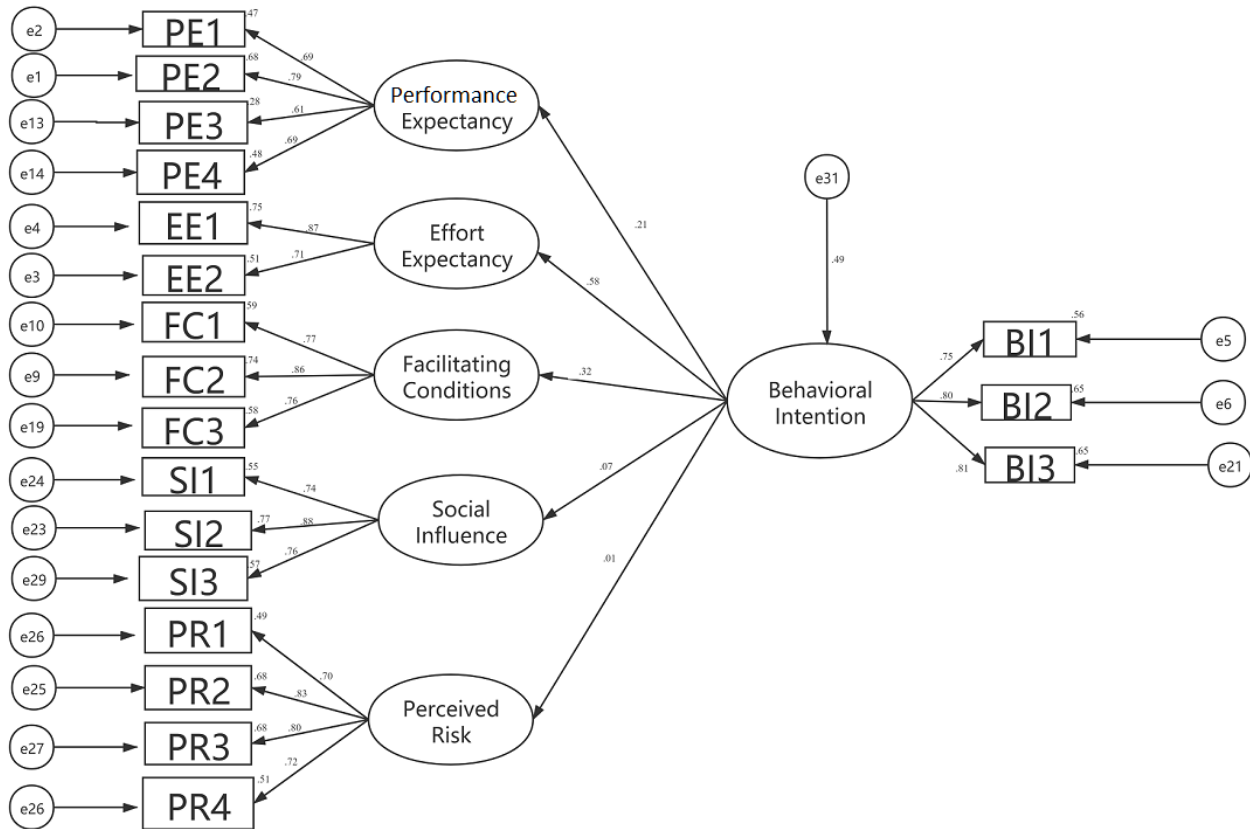 e2
PE1
.47
.69
e1
PE2
.68
.79
Performance
Expectancy
e13
PE3
.28
.61
e14
PE4
.48
.69
e31
e4
EE1
.75
.87
Effort
Expectancy
.21
e3
EE2
.51
.71
.58
.49
e10
FC1
.59
.77
e9
FC2
.74
.86
Facilitating
Conditions
.32
e19
FC3
.58
.76
Behavioral
Intention
.75
BI1
.56
e5
.80
BI2
.65
e6
.81
BI3
.65
e21
e24
SI1
.55
.74
.07
e23
SI2
.77
.88
Social
Influence
e29
SI3
.57
.76
.01
e26
PR1
.49
.70
e25
PR2
.68
.83
Perceived
Risk
e27
PR3
.68
.80
e26
PR4
.51
.72